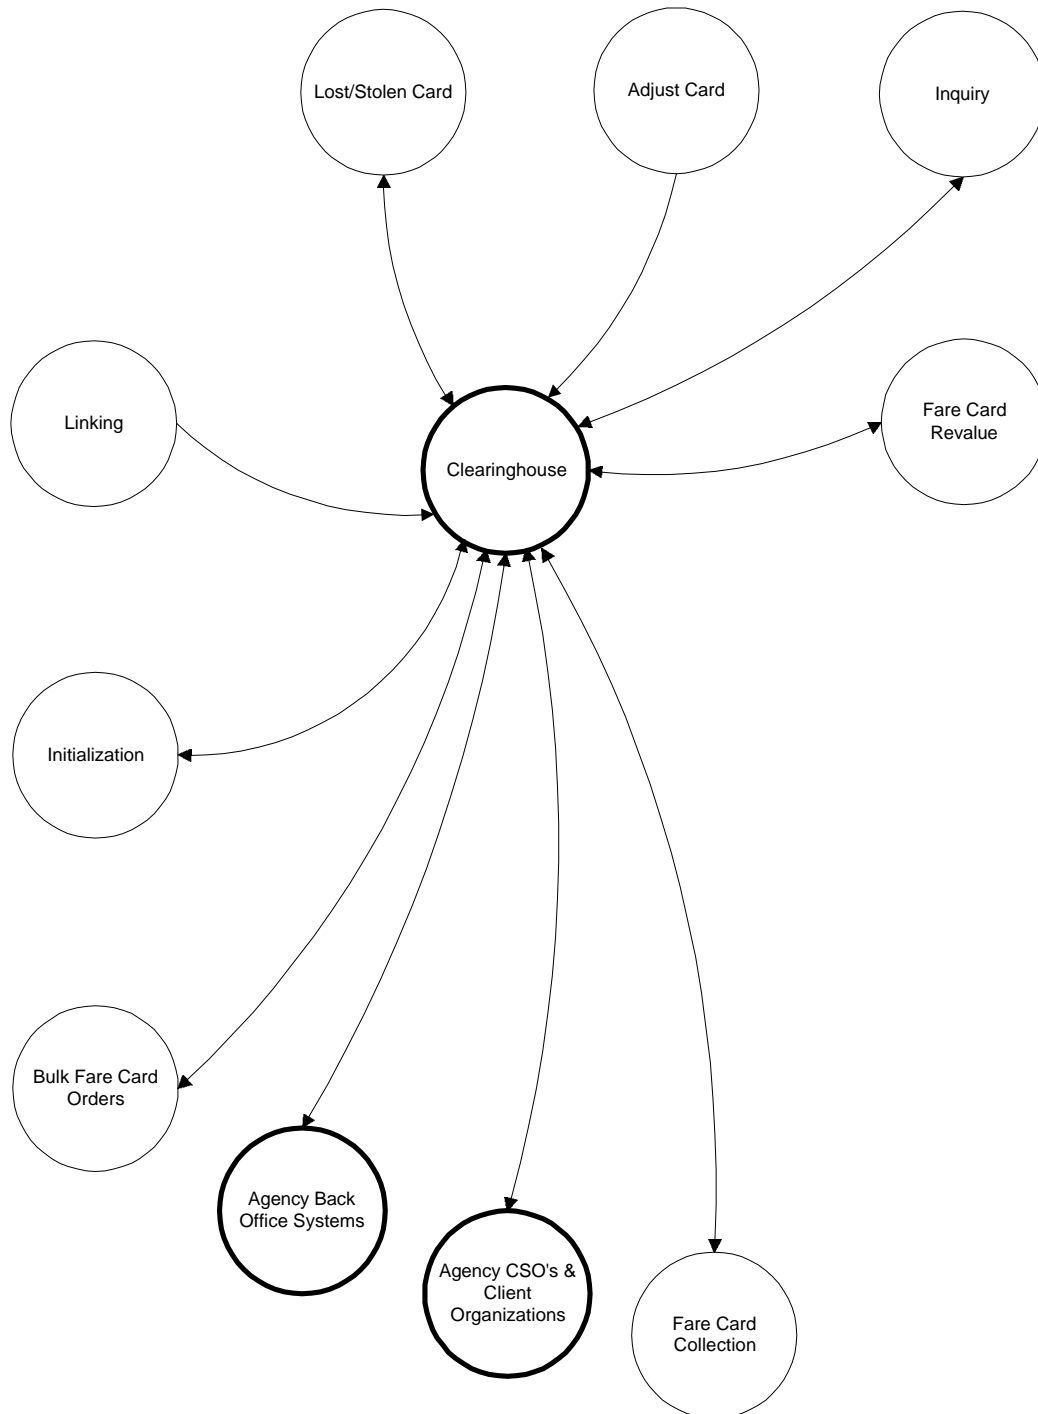 Lost/Stolen Card
Adjust Card
Inquiry
Linking
Clearinghouse
Fare Card
Revalue
Initialization
Bulk Fare Card
Orders
Agency Back
Office Systems
Agency CSO's &
Client
Organizations
Fare Card
Collection